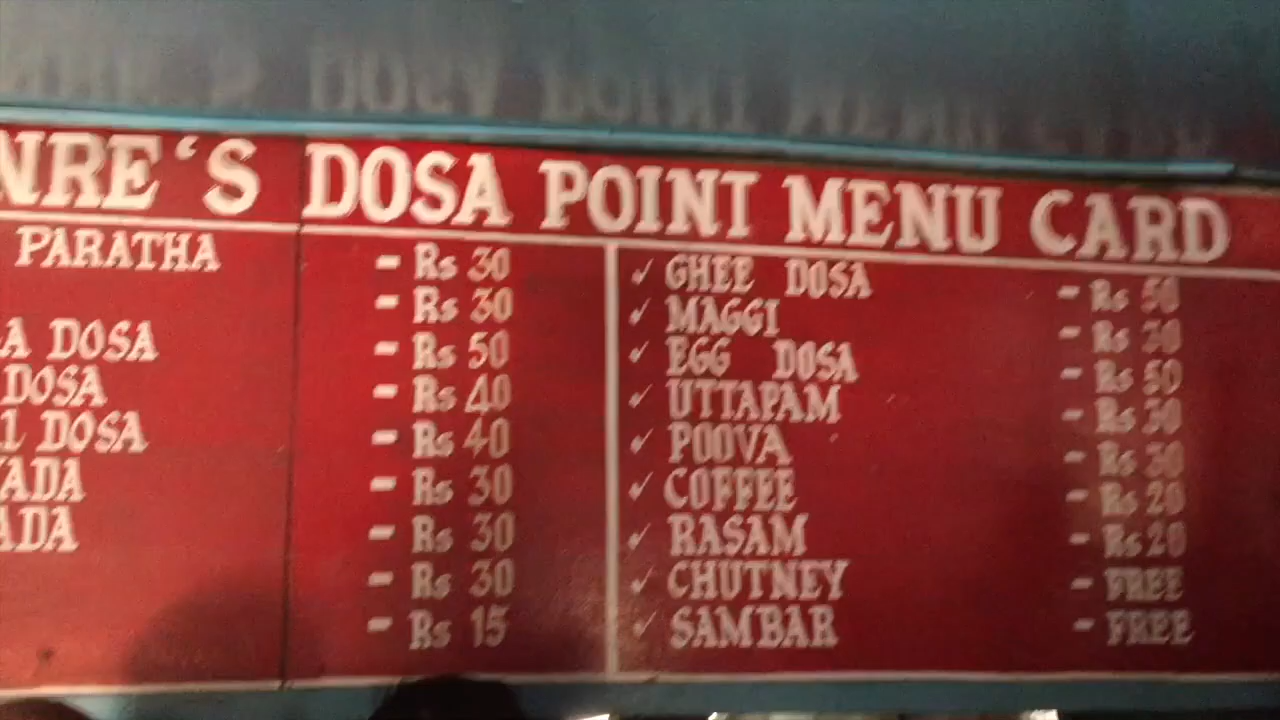 NRE'S DOSA POINT MENU CARD
PARATHA - Rs 30
- Rs 30
A DOSA - Rs 50
DOSA - Rs 40
DOSA - Rs 40
ADA - Rs 30
ADA - Rs 30
- Rs 30
- Rs 15
✓ GHEE DOSA - Rs 50
✓ MAGGI - Rs
✓ EGG DOSA - Rs 50
✓ UTTAPAM - Rs 30
✓ POOVA - Rs 30
✓ COFFEE - Rs 20
✓ RASAM - Rs 20
✓ CHUTNEY - FREE
✓ SAMBAR - FREE